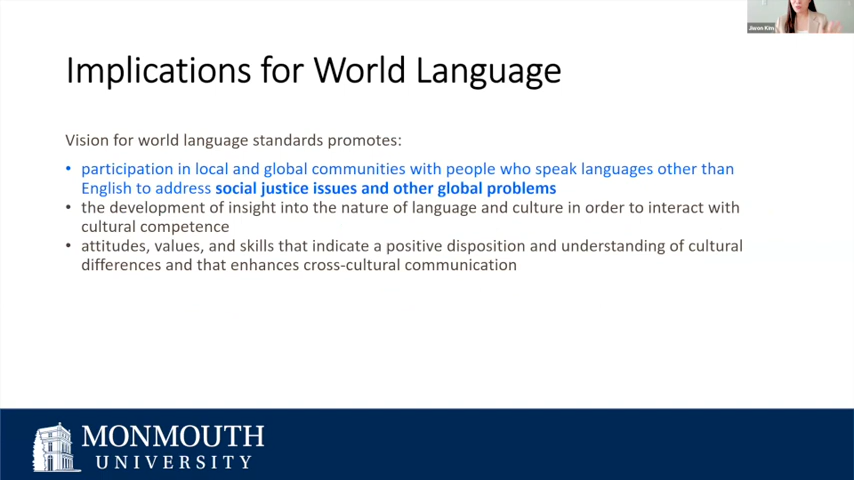 Jiwon Kim
Implications for World Language
Vision for world language standards promotes:
• participation in local and global communities with people who speak languages other than
English to address social justice issues and other global problems
• the development of insight into the nature of language and culture in order to interact with
cultural competence
• attitudes, values, and skills that indicate a positive disposition and understanding of cultural
differences and that enhances cross-cultural communication
MONMOUTH
UNIVERSITY